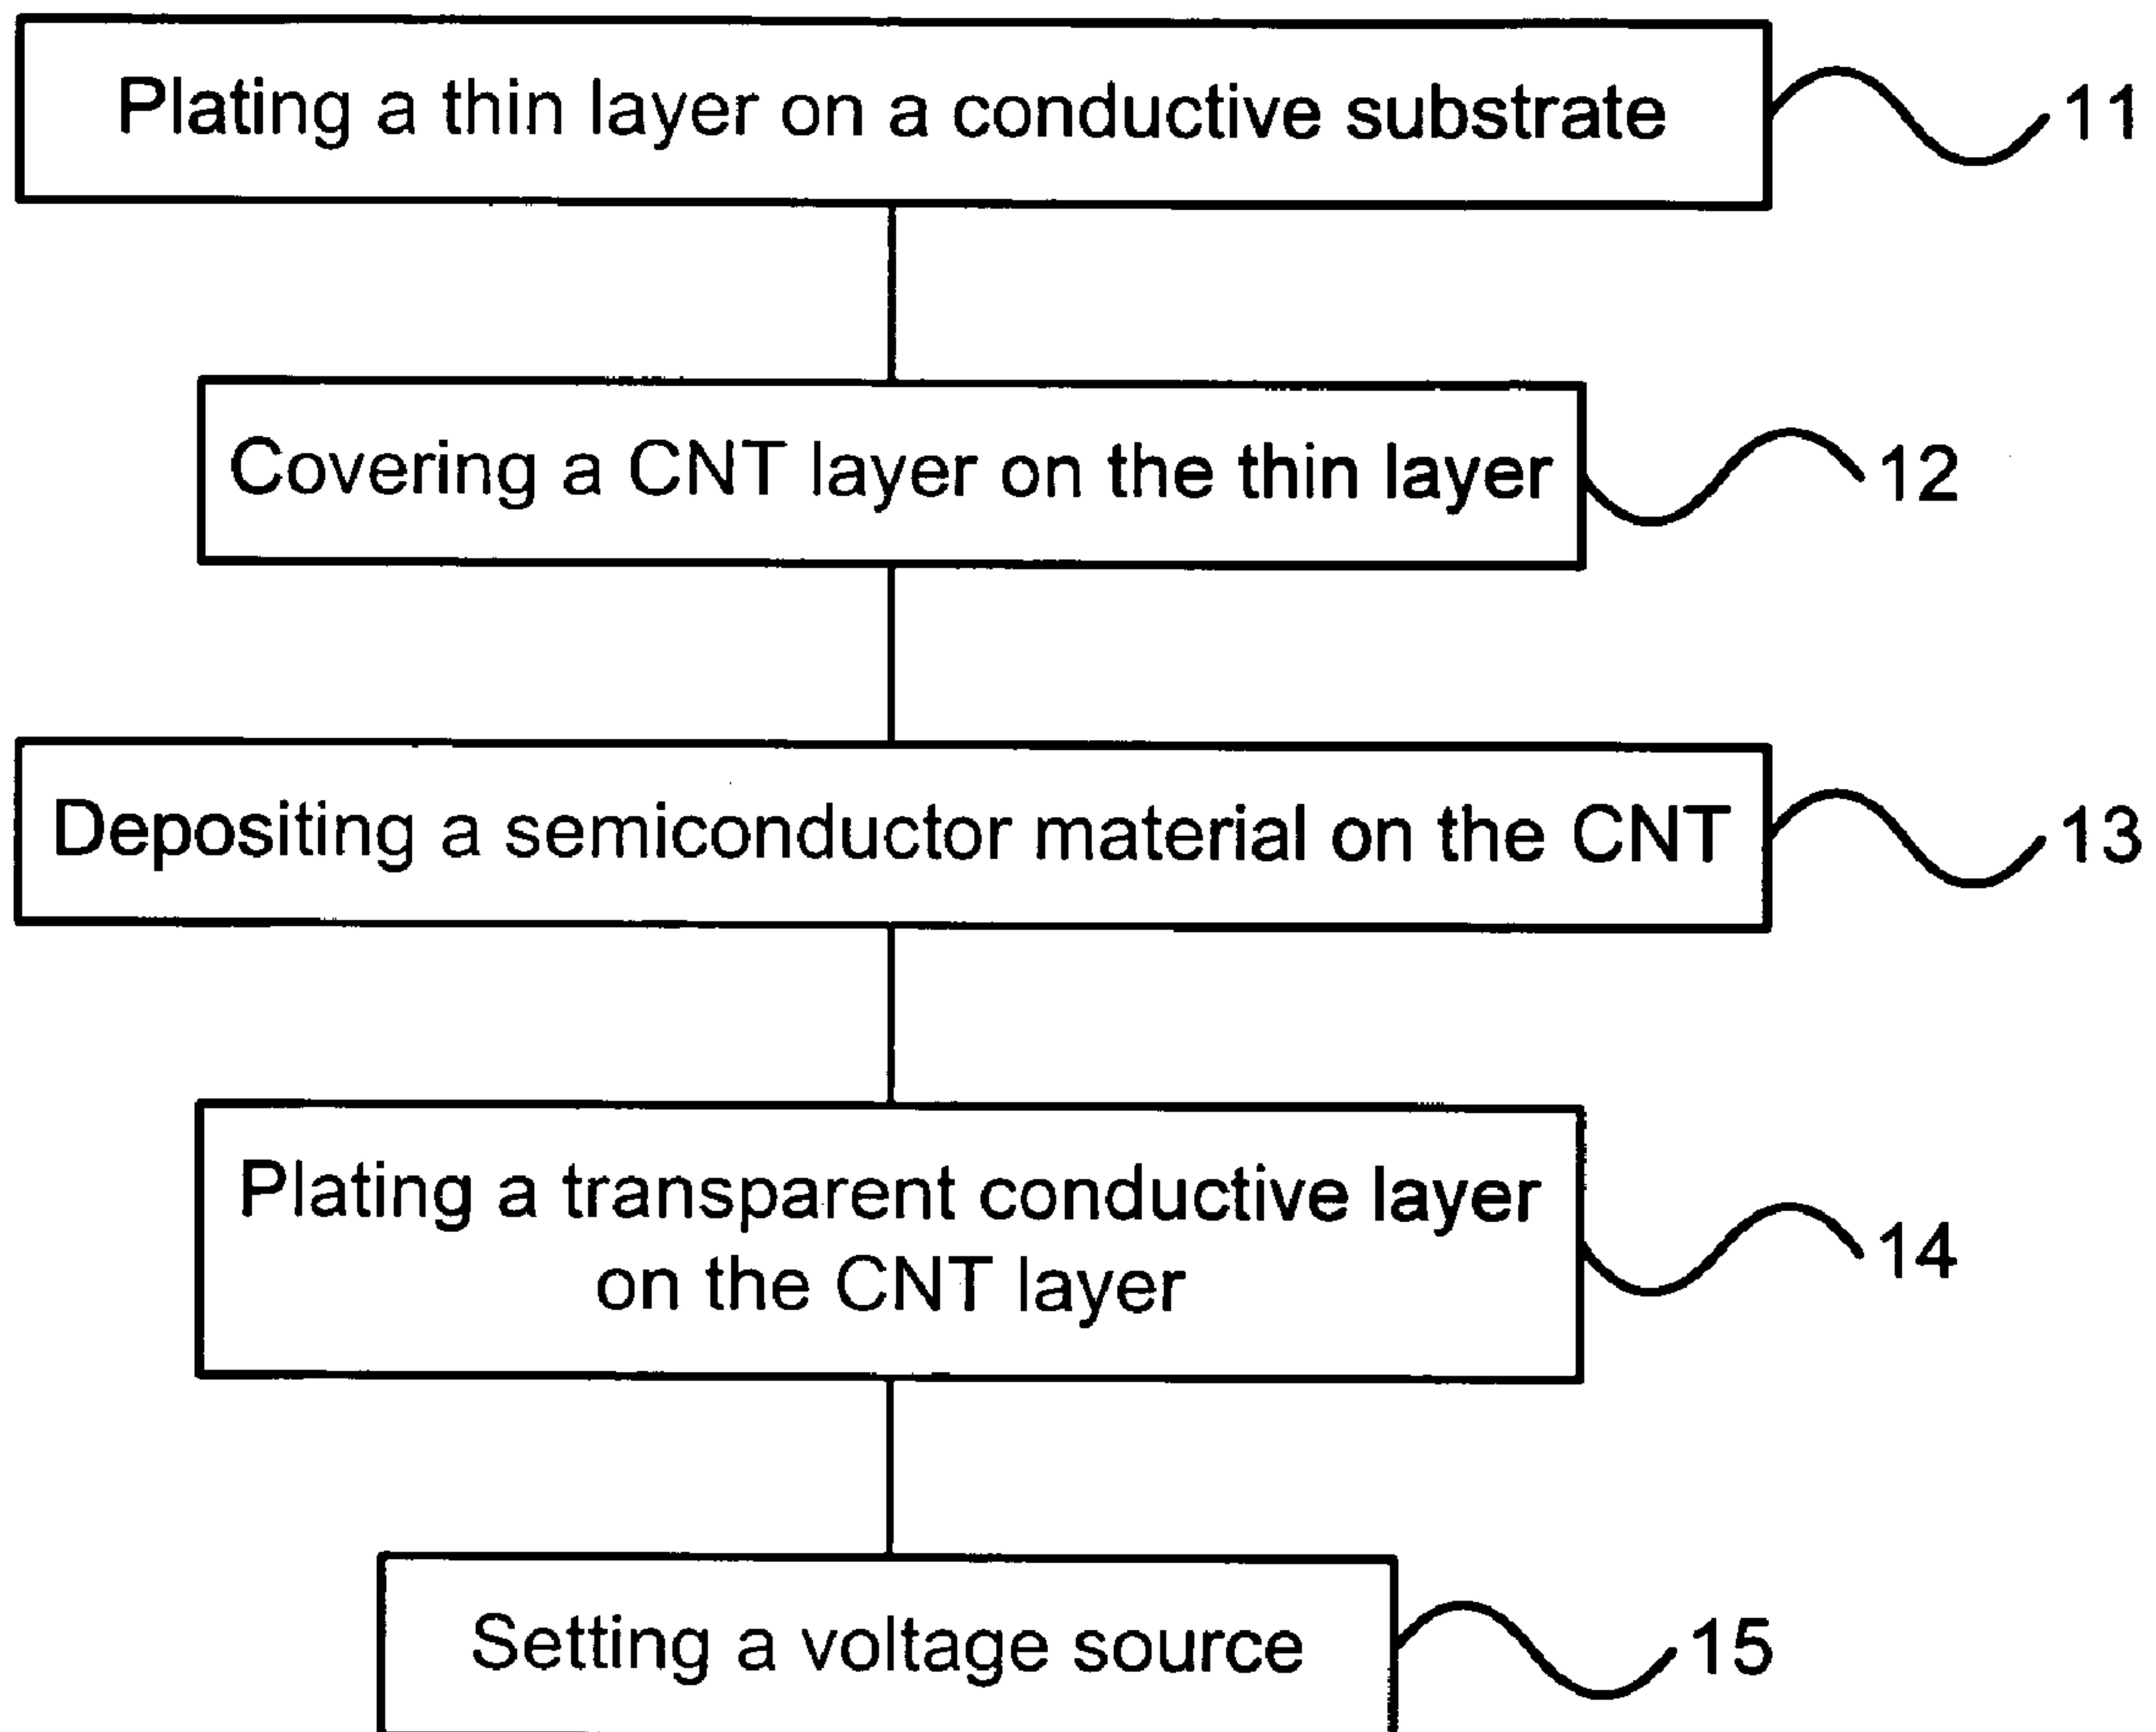 Plating a thin layer on a conductive substrate
11
Covering a CNT layer on the thin layer
12
Depositing a semiconductor material on the CNT
13
Plating a transparent conductive layer
on the CNT layer
14
Setting a voltage source
15